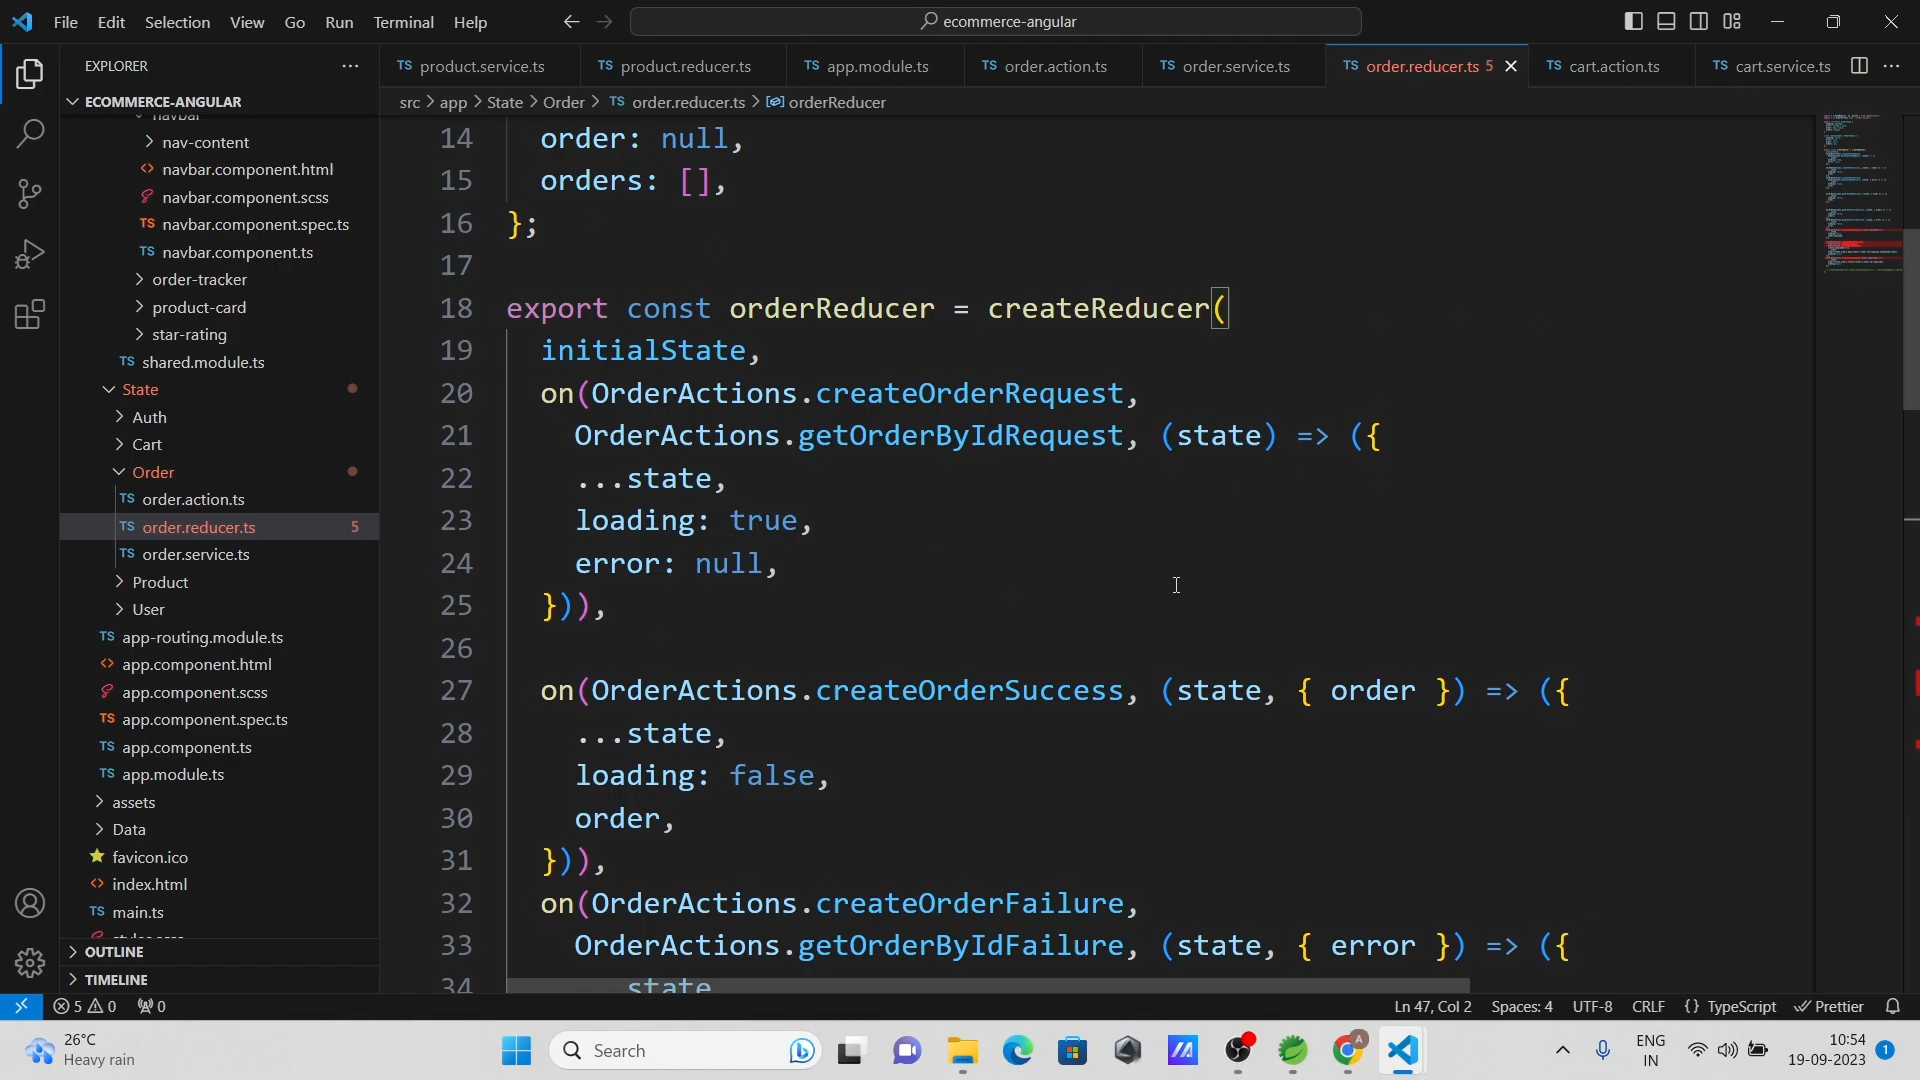 File Edit Selection View Go Run Terminal Help
ecommerce-angular
EXPLORER
product.service.ts
product.reducer.ts
app.module.ts
order.action.ts
order.service.ts
order.reducer.ts 5
cart.action.ts
cart.service.ts
ECOMMERCE-ANGULAR
src > app > State > Order > TS order.reducer.ts > orderReducer
navbar
nav-content
navbar.component.html
navbar.component.scss
navbar.component.spec.ts
navbar.component.ts
order-tracker
product-card
star-rating
shared.module.ts
State
Auth
Cart
Order
order.action.ts
order.reducer.ts 5
order.service.ts
Product
User
app-routing.module.ts
app.component.html
app.component.scss
app.component.spec.ts
app.component.ts
app.module.ts
assets
Data
favicon.ico
index.html
main.ts
OUTLINE
TIMELINE
14 order: null,
15 orders: [],
16 };
17
18 export const orderReducer = createReducer(
19 initialState,
20 on(OrderActions.createOrderRequest,
21 OrderActions.getOrderByIdRequest, (state) => ({
22 ...state,
23 loading: true,
24 error: null,
25 })),
26
27 on(OrderActions.createOrderSuccess, (state, { order }) => ({
28 ...state,
29 loading: false,
30 order,
31 })),
32 on(OrderActions.createOrderFailure,
33 OrderActions.getOrderByIdFailure, (state, { error }) => ({
34 state
5 0 0
Ln 47, Col 2 Spaces: 4 UTF-8 CRLF {} TypeScript Prettier
26°C
Heavy rain
Search
ENG
IN
10:54
19-09-2023
1